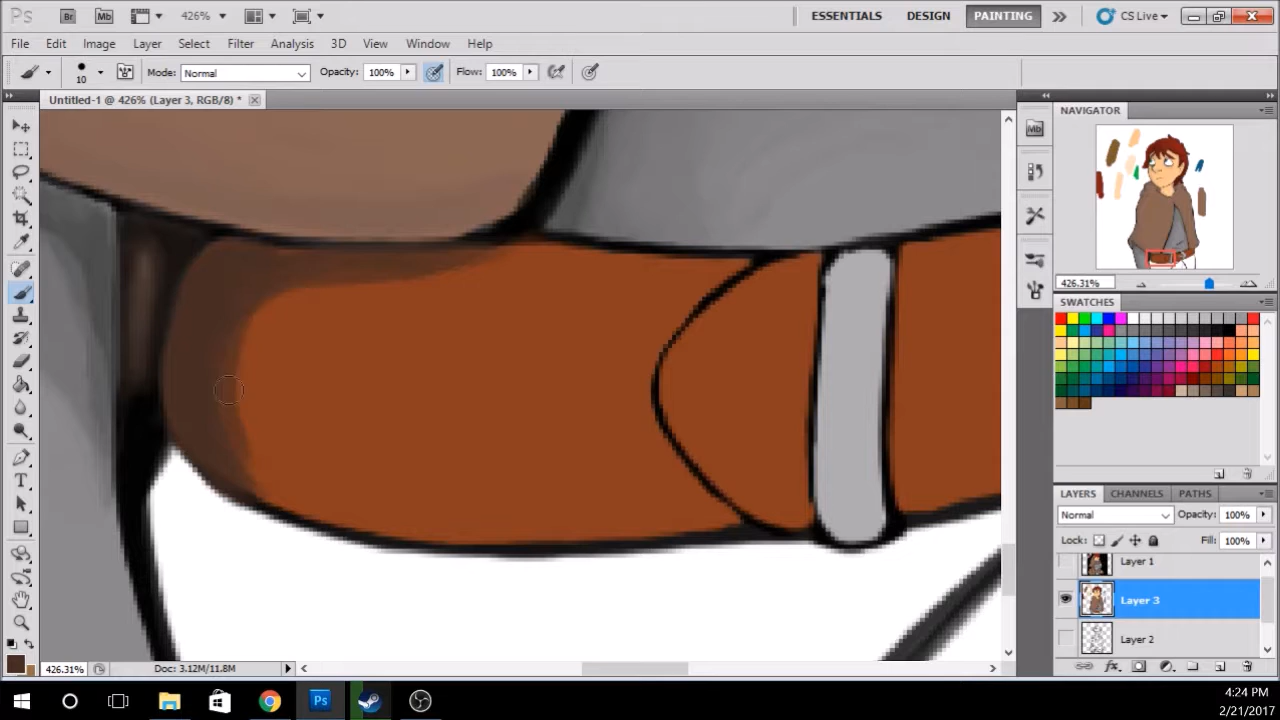 Ps Br Mb 426% ESSENTIALS DESIGN PAINTING CS Live
File Edit Image Layer Select Filter Analysis 3D View Window Help
10 Mode: Normal Opacity: 100% Flow: 100%
Untitled-1 @ 426% (Layer 3, RGB/8) *
NAVIGATOR
Mb
426.31%
SWATCHES
LAYERS CHANNELS PATHS
Normal Opacity: 100%
Lock: Fill: 100%
Layer 1
Layer 3
Layer 2
T
426.31% Doc: 3.12M/11.8M
fx
Ps
4:24 PM
2/21/2017